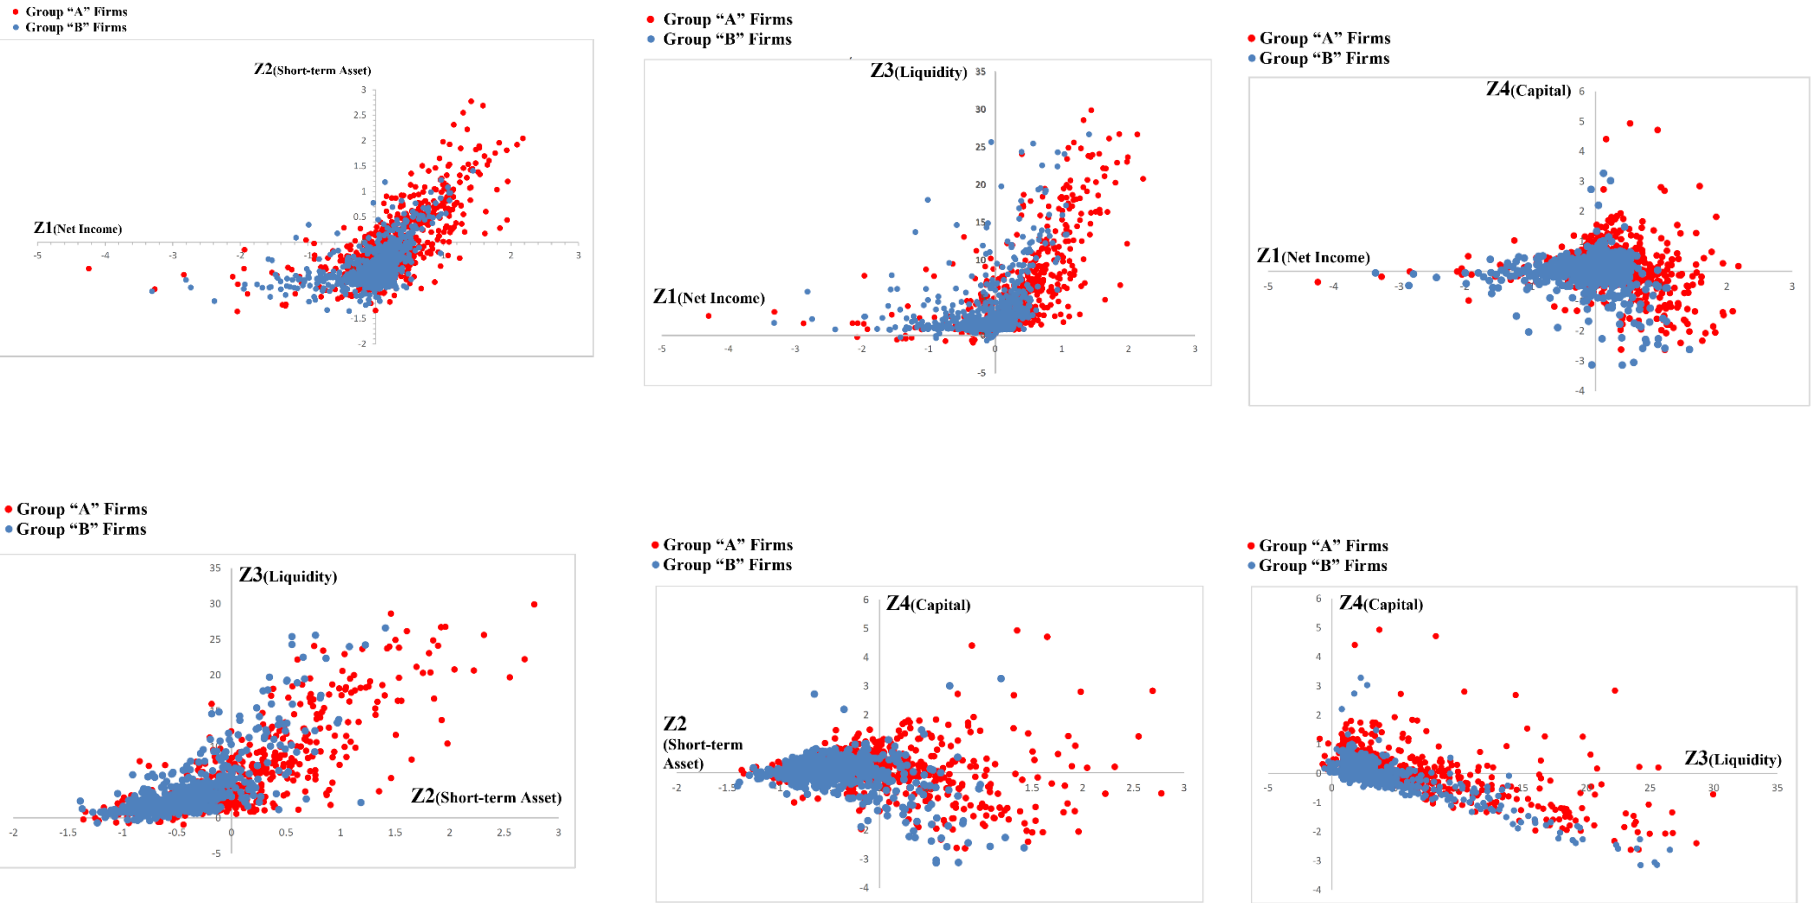 Group “A” Firms
Group “B” Firms
Z2(Short-term Asset)
3
2.5
2
1.5
1
0.5
Z1(Net Income)
-5 -4 -3 -2 -1 2 3
-1.5
-2
Group “A” Firms
Group “B” Firms
Z3(Liquidity)
35
30
25
20
15
10
Z1(Net Income)
-5 -4 -3 -2 -1 0 1 2 3
-5
Group “A” Firms
Group “B” Firms
Z4(Capital)
6
5
4
3
2
Z1(Net Income)
-5 -4 -3 -2 2 3
-2
-3
-4
Group “A” Firms
Group “B” Firms
Z3(Liquidity)
35
30
25
20
Z2(Short-term Asset)
0
-2 -1.5 -1 -0.5 0 0.5 1 1.5 2 2.5 3
-5
Group “A” Firms
Group “B” Firms
Z4(Capital)
6
5
4
3
2
Z2
(Short-term
Asset)
-2 -1.5 1.5 2 2.5 3
-2
-3
-4
Group “A” Firms
Group “B” Firms
Z4(Capital)
6
5
4
3
2
1
Z3(Liquidity)
0
-5 0 15 20 25 30 35
-1
-2
-3
-4